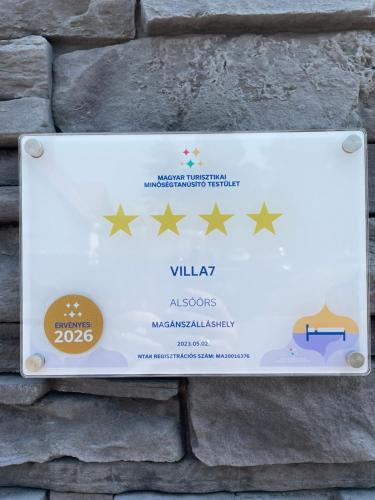 MAGYAR TURISZTIKAI
MINŐSÉGTANÚSÍTÓ TESTÜLET
VILLA7
ALSÓÖRS
MAGÁNSZÁLLÁSHELY
2023.05.02.
NTAK REGISZTRÁCIÓS SZÁM: MA20016376
ÉRVÉNYES:
2026